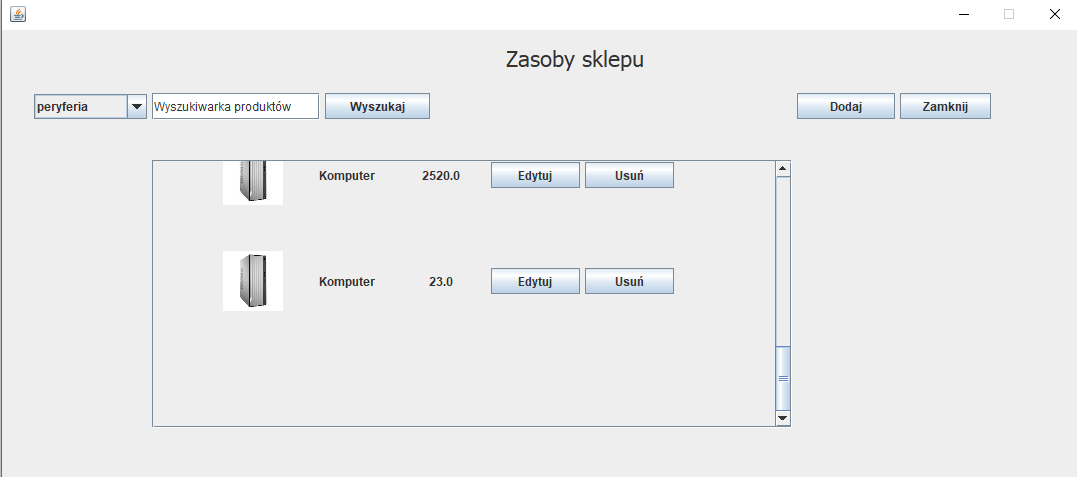 Zasoby sklepu
peryferia Wyszukiwarka produktów Wyszukaj Dodaj Zamknij
Komputer 2520.0 Edytuj Usuń
Komputer 23.0 Edytuj Usuń